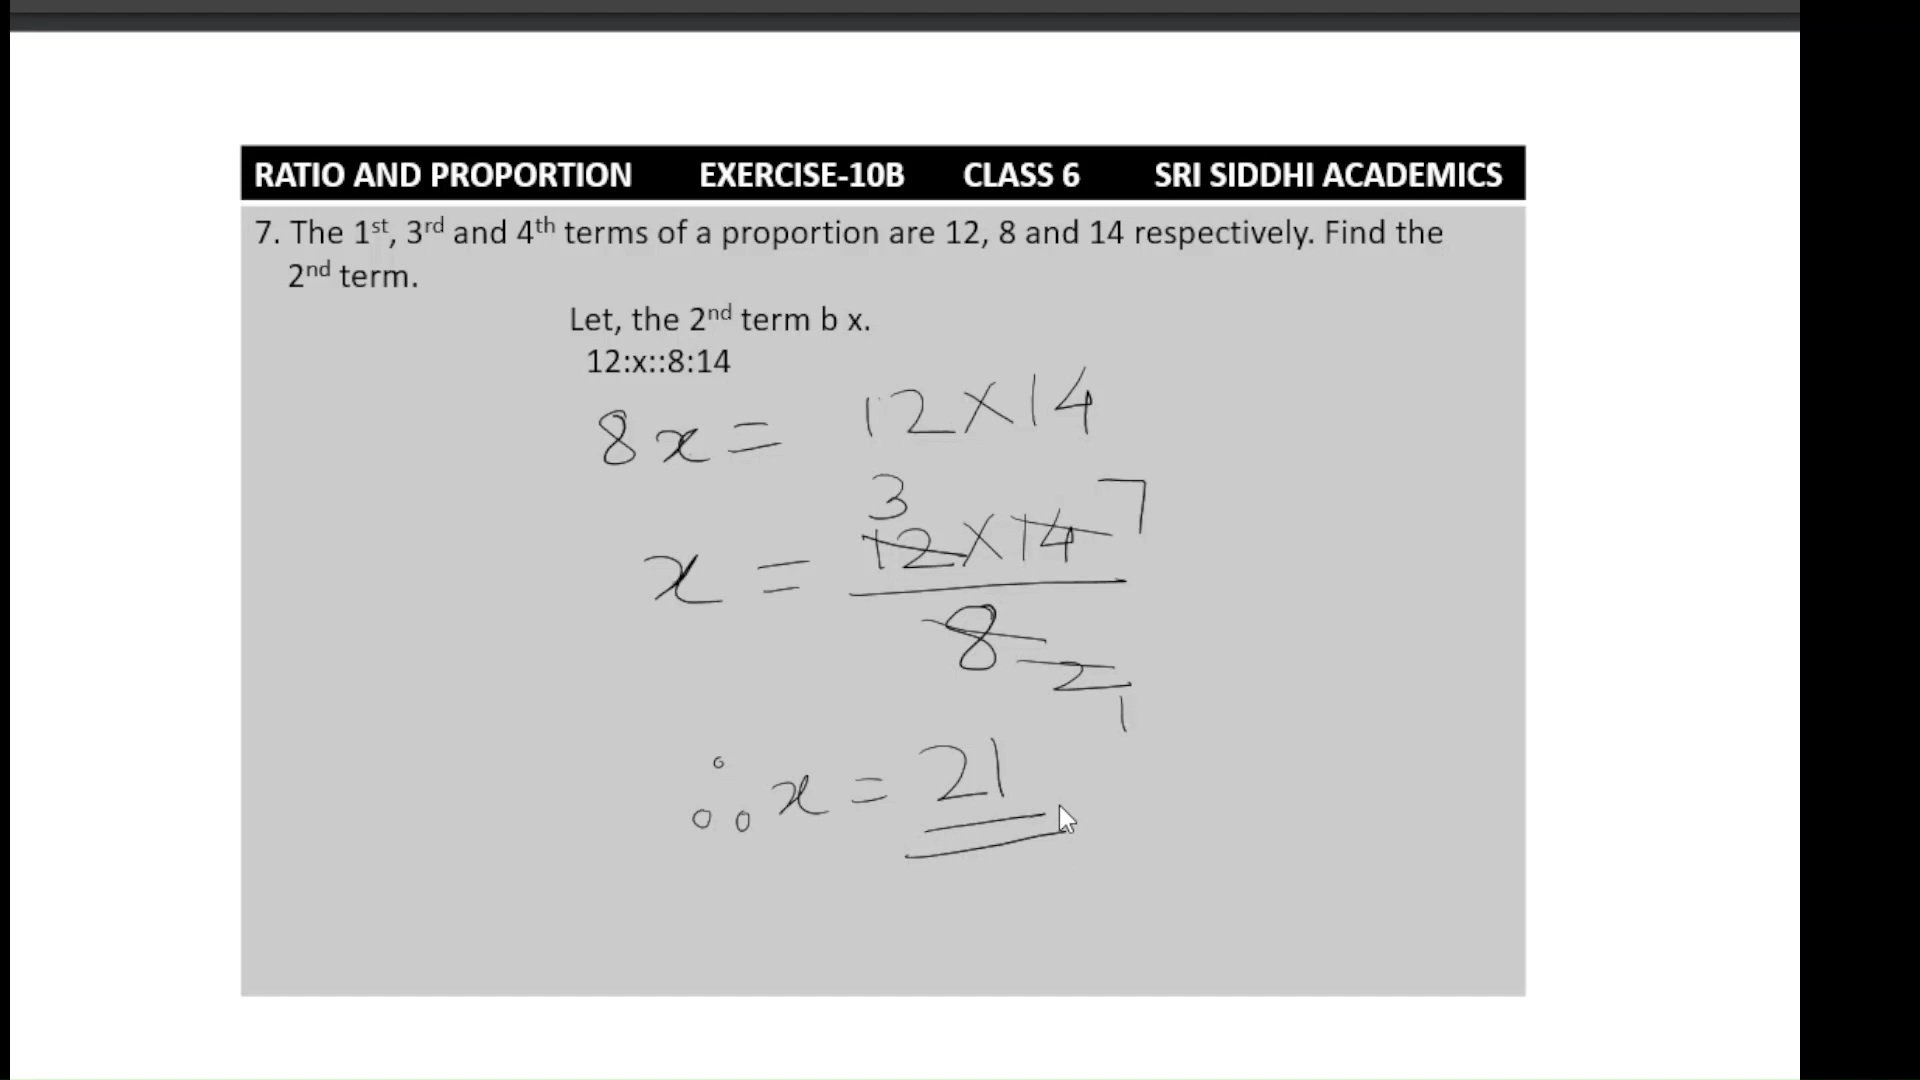 RATIO AND PROPORTION EXERCISE-10B CLASS 6 SRI SIDDHI ACADEMICS
7. The 1st, 3rd and 4th terms of a proportion are 12, 8 and 14 respectively. Find the
2nd term.
Let, the 2nd term b x.
12:x::8:14
8x = 12×14
3 7
x = 12×14
8 2
1
∴ x = 21